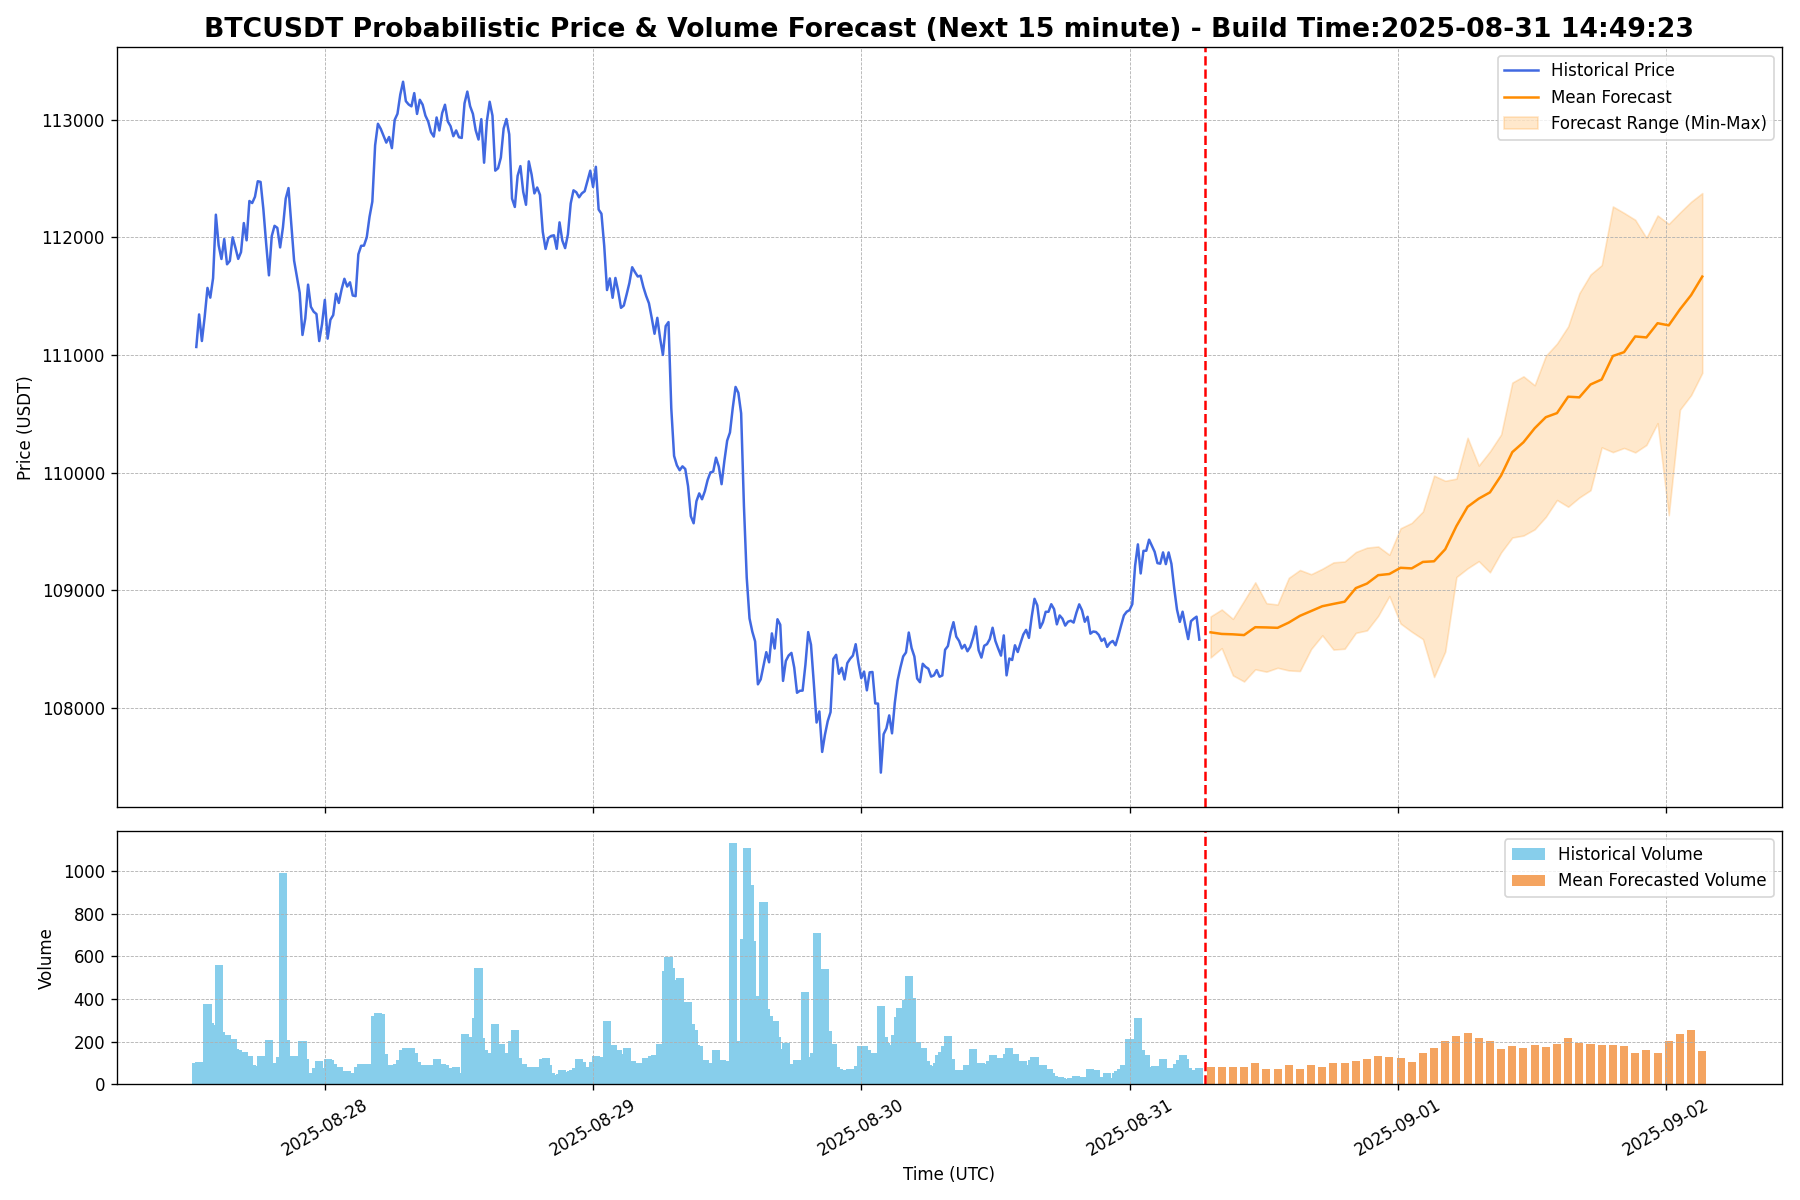 BTCUSDT Probabilistic Price & Volume Forecast (Next 15 minute) - Build Time:2025-08-31 14:49:23
Historical Price
Mean Forecast
Forecast Range (Min-Max)
113000
112000
111000
110000
109000
108000
Price (USDT)
Historical Volume
Mean Forecasted Volume
1000
800
600
400
200
0
Volume
2025-08-28
2025-08-29
2025-08-30
2025-08-31
2025-09-01
2025-09-02
Time (UTC)